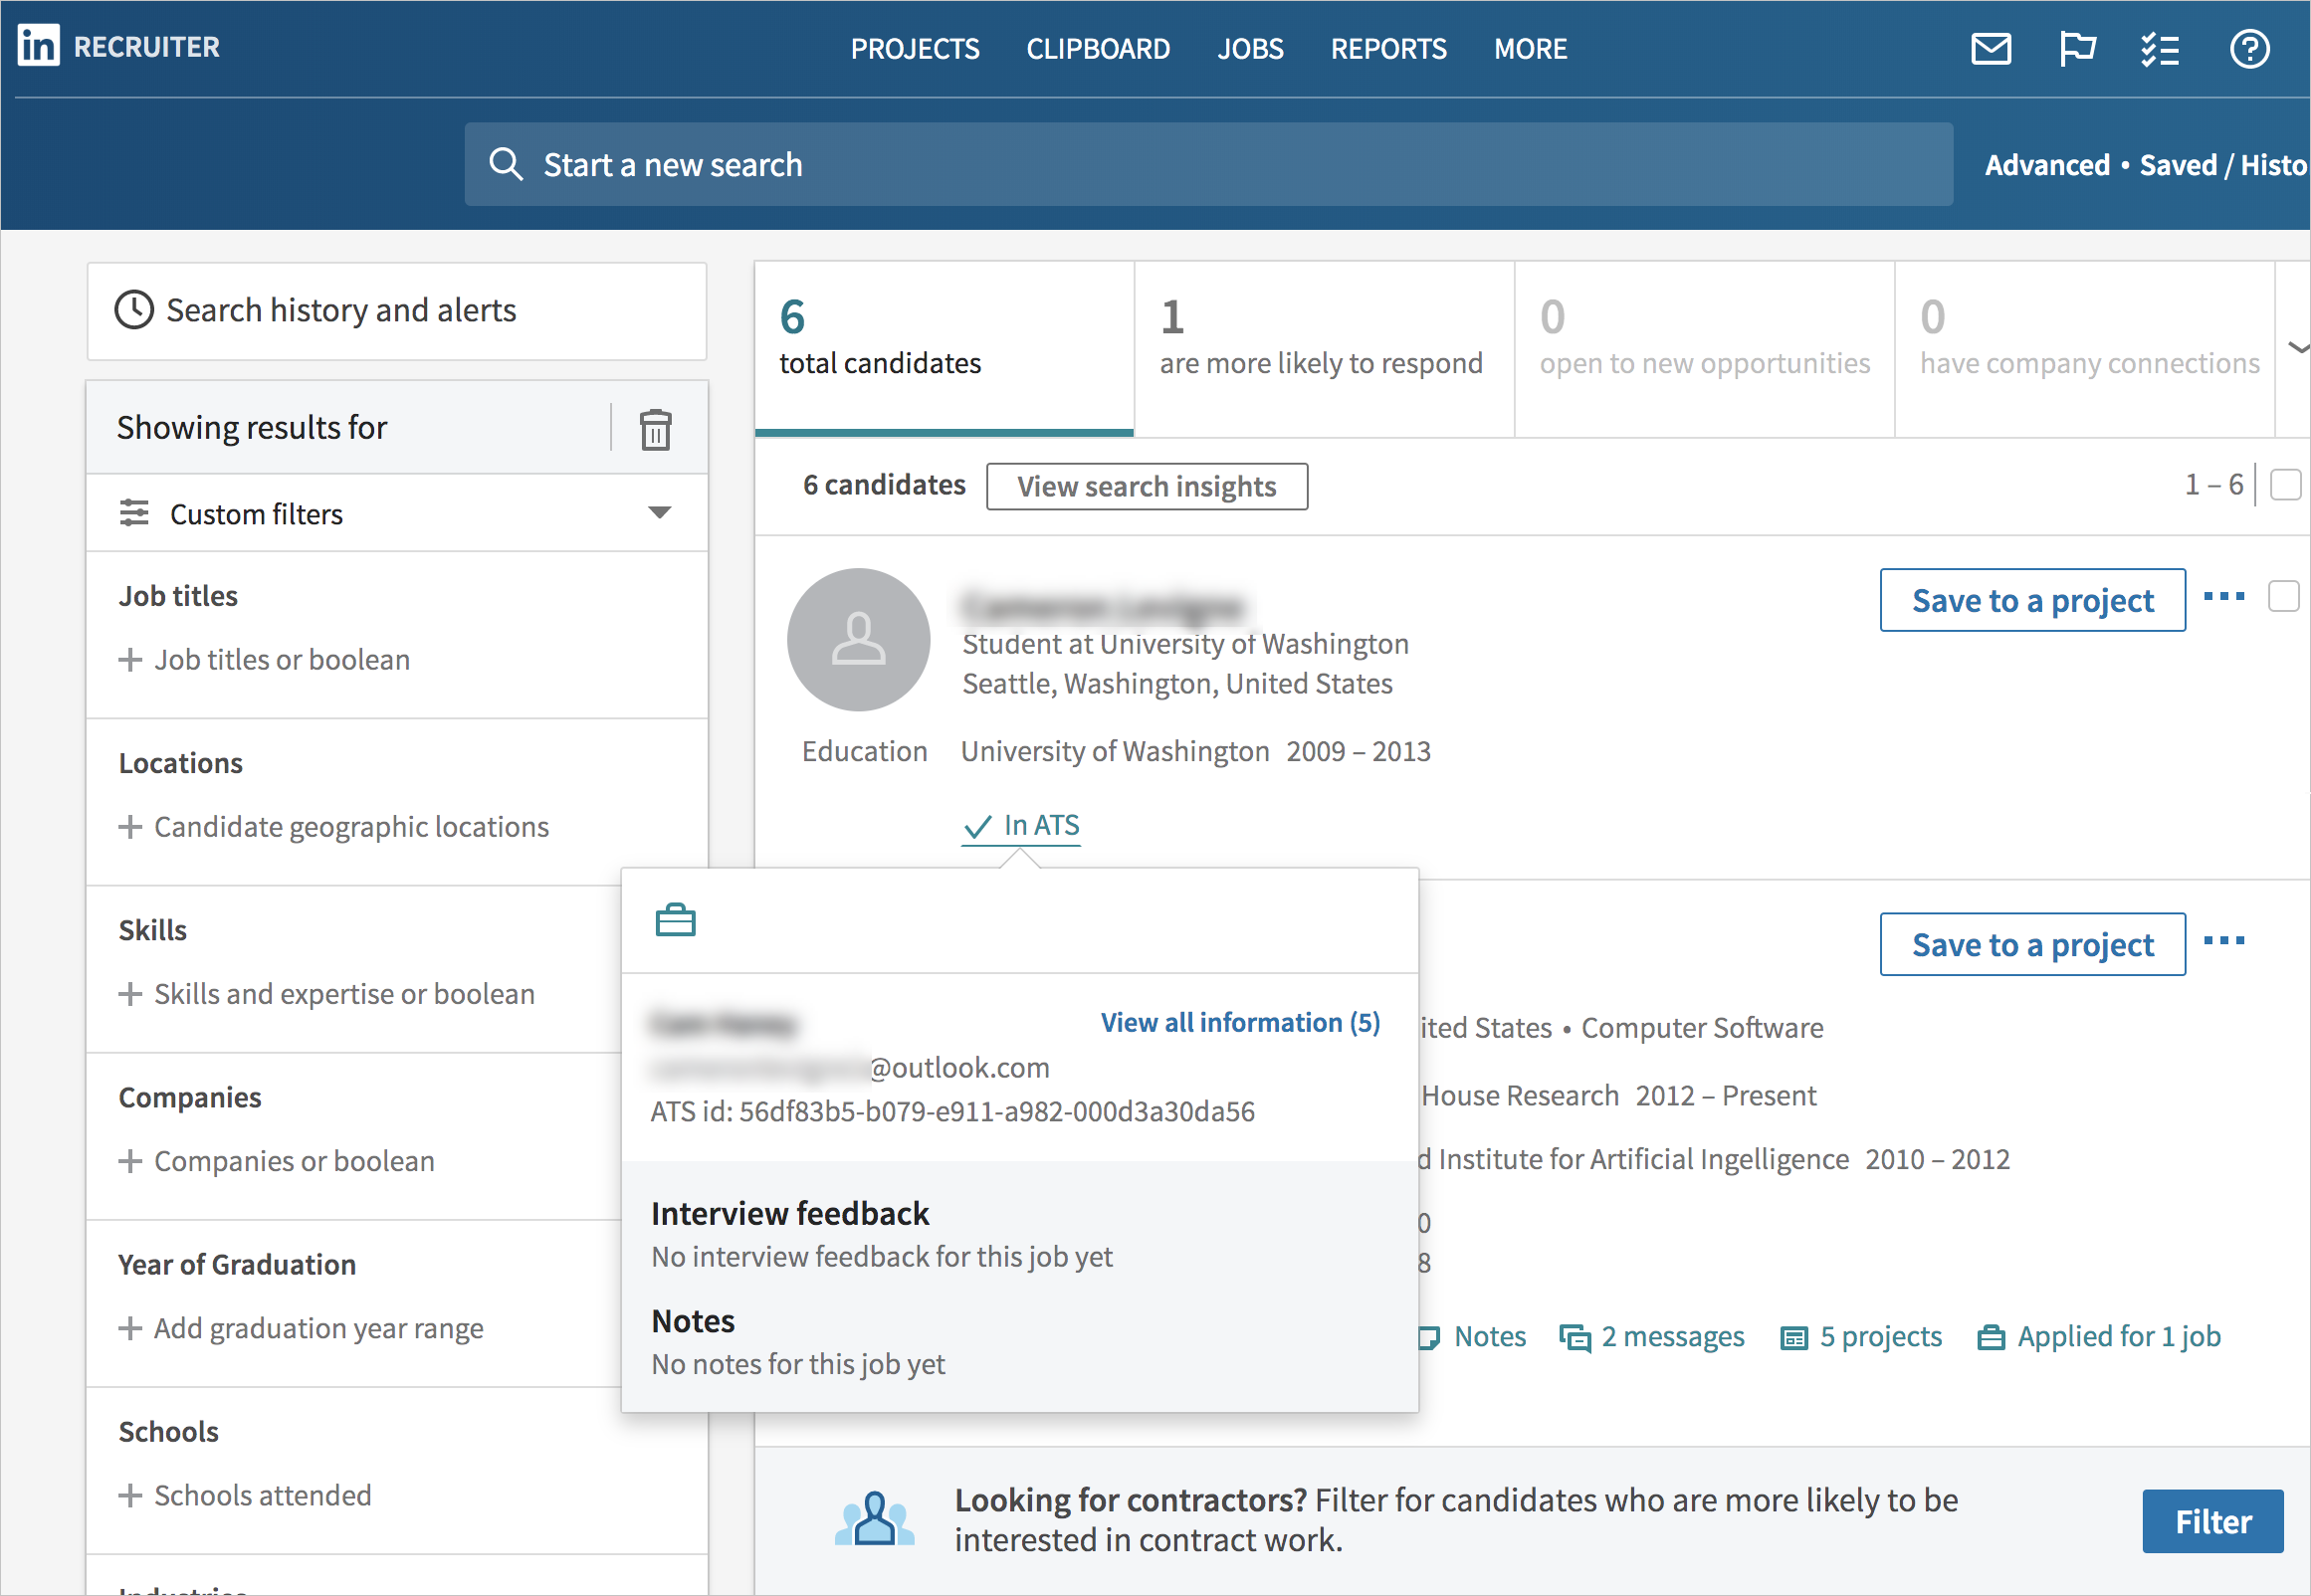 in RECRUITER
PROJECTS CLIPBOARD JOBS REPORTS MORE
Start a new search
Advanced • Saved / Histo
Search history and alerts
Showing results for
Custom filters
Job titles
+ Job titles or boolean
Locations
+ Candidate geographic locations
Skills
+ Skills and expertise or boolean
Companies
+ Companies or boolean
Year of Graduation
+ Add graduation year range
Schools
+ Schools attended
6
total candidates
1
are more likely to respond
0
open to new opportunities
0
have company connections
6 candidates View search insights
1 – 6
Save to a project
Student at University of Washington
Seattle, Washington, United States
Education University of Washington 2009 – 2013
In ATS
View all information (5)
@outlook.com
ATS id: 56df83b5-b079-e911-a982-000d3a30da56
Interview feedback
No interview feedback for this job yet
Notes
No notes for this job yet
Save to a project
ited States • Computer Software
House Research 2012 – Present
d Institute for Artificial Ingelligence 2010 – 2012
0
8
Notes 2 messages 5 projects Applied for 1 job
Looking for contractors? Filter for candidates who are more likely to be
interested in contract work.
Filter